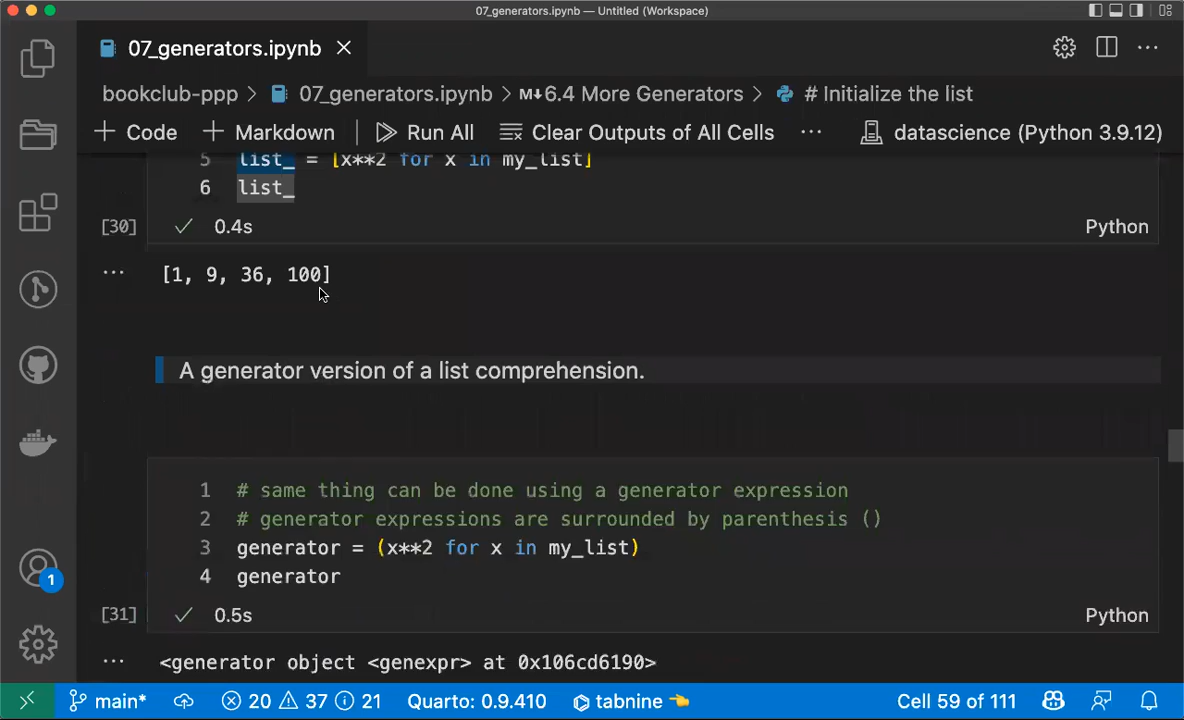 07_generators.ipynb — Untitled (Workspace)
07_generators.ipynb
bookclub-ppp > 07_generators.ipynb > M↓6.4 More Generators > # Initialize the list
+ Code + Markdown | Run All Clear Outputs of All Cells ... datascience (Python 3.9.12)
5 list_ = [x**2 for x in my_list]
6 list_
[30] ✓ 0.4s Python
... [1, 9, 36, 100]
A generator version of a list comprehension.
1 # same thing can be done using a generator expression
2 # generator expressions are surrounded by parenthesis ()
3 generator = (x**2 for x in my_list)
4 generator
[31] ✓ 0.5s Python
... <generator object <genexpr> at 0x106cd6190>
1
main* 20 37 21 Quarto: 0.9.410 tabnine 👈 Cell 59 of 111